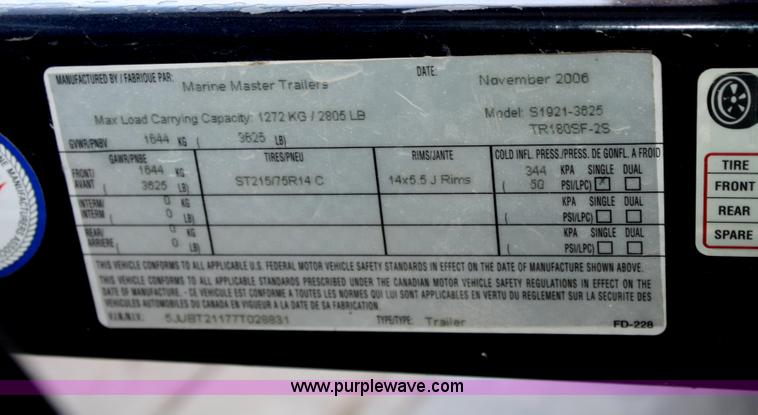 MANUFACTURED BY / FABRIQUE PAR: Marine Master Trailers DATE: November 2006
Max Load Carrying Capacity: 1272 KG / 2805 LB Model: S1921-3625
TR180SF-2S
GVWR/PNBV 1644 KG ( 3625 LB)
GAWR/PNBE TIRES/PNEU RIMS/JANTE COLD INFL. PRESS./PRESS. DE GONFL. A FROID
FRONT/ 1644 KG ST215/75R14 C 14x5.5 J Rims 344 KPA SINGLE DUAL
AVANT ( 3625 LB) ( 50 PSI/LPC) X
INTERM/ 0 KG KPA SINGLE DUAL
INTERM ( 0 LB) ( PSI/LPC)
REAR/ 0 KG KPA SINGLE DUAL
ARRIERE ( 0 LB) ( PSI/LPC)
THIS VEHICLE CONFORMS TO ALL APPLICABLE U.S. FEDERAL MOTOR VEHICLE SAFETY STANDARDS IN EFFECT ON THE DATE OF MANUFACTURE SHOWN ABOVE.
THIS VEHICLE CONFORMS TO ALL APPLICABLE STANDARDS PRESCRIBED UNDER THE CANADIAN MOTOR VEHICLE SAFETY REGULATIONS IN EFFECT ON THE
DATE OF MANUFACTURE. - CE VEHICULE EST CONFORME A TOUTES LES NORMES QUI LUI SONT APPLICABLES EN VERTU DU REGLEMENT SUR LA SECURITE DES
VEHICULES AUTOMOBILES DU CANADA EN VIGUEUR A LA DATE DE SA FABRICATION.
V.I.N./N.I.V.: 5JUBT21177T028831 TYPE/TYPE: Trailer FD-228
TIRE
FRONT
REAR
SPARE
www.purplewave.com